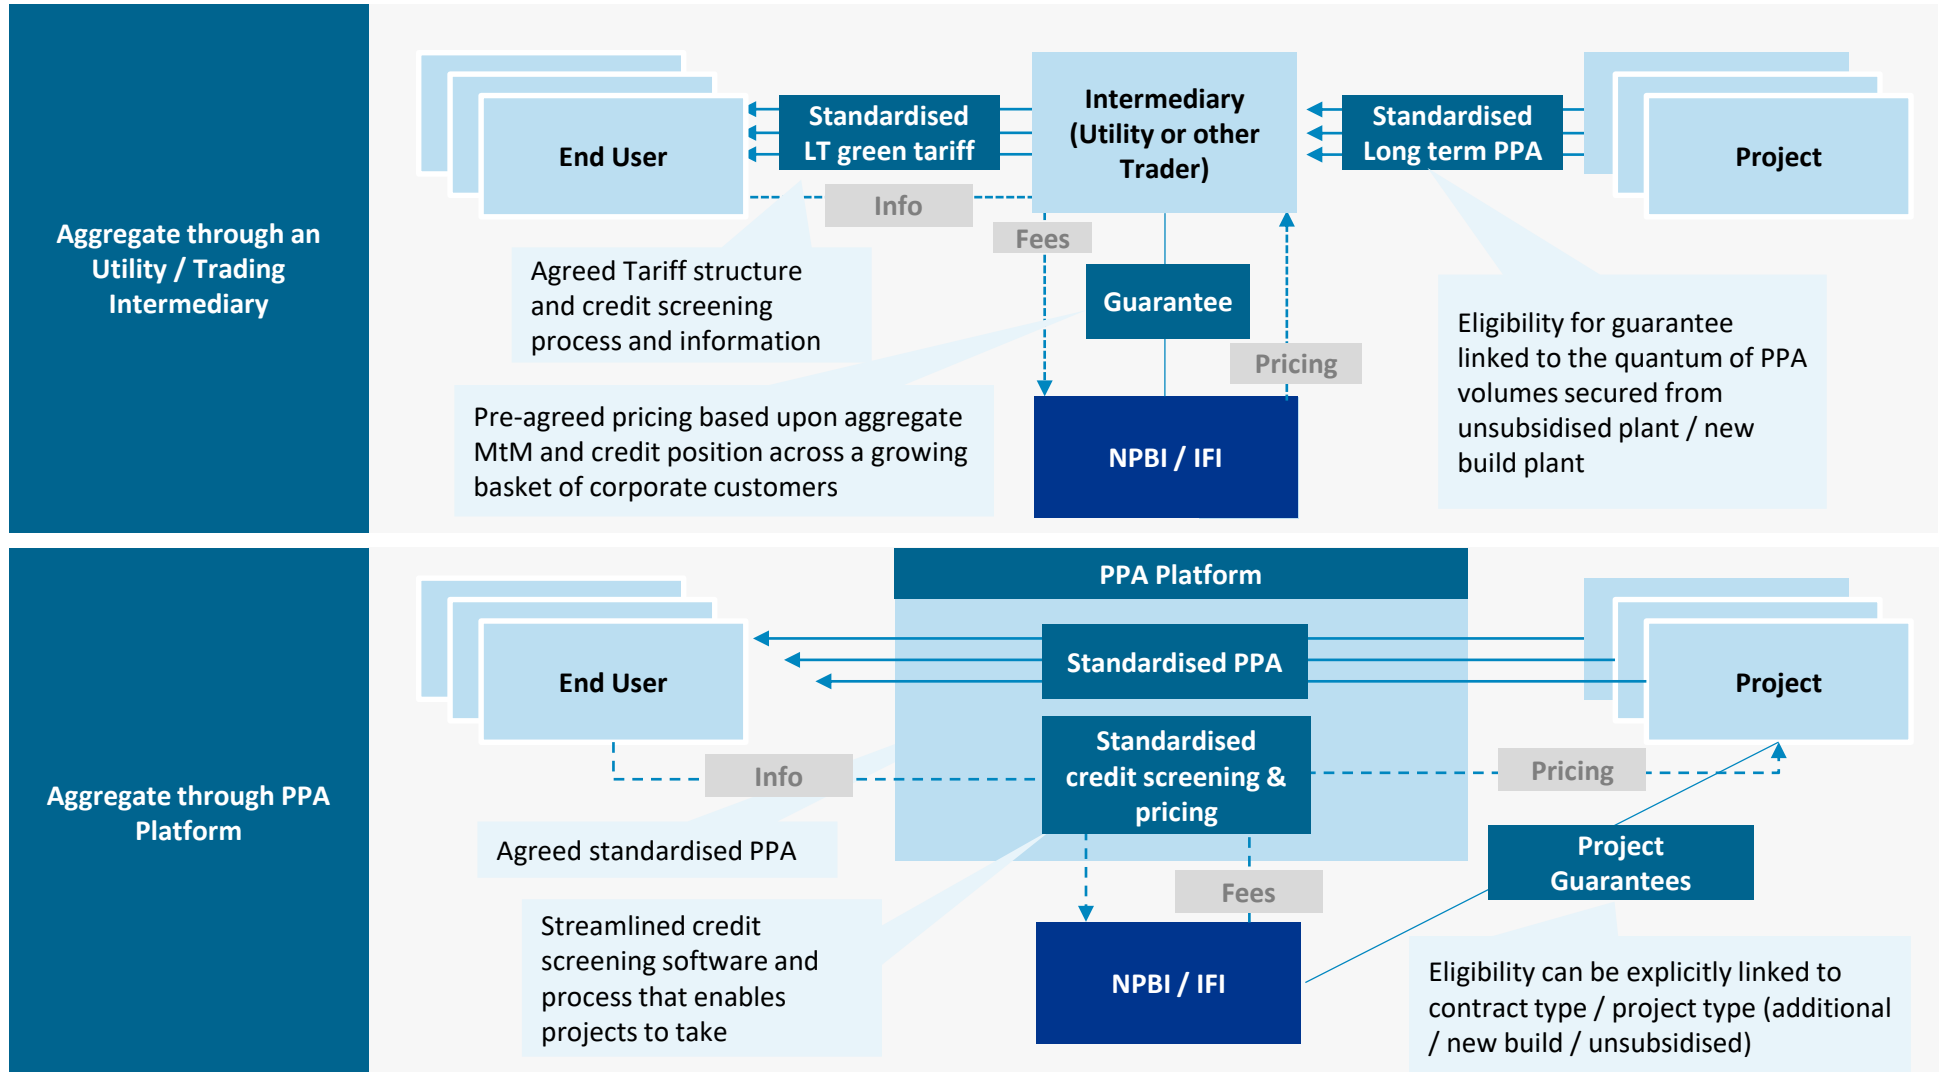 Aggregate through an
Utility / Trading
Intermediary
End User
Standardised
LT green tariff
Intermediary
(Utility or other
Trader)
Standardised
Long term PPA
Project
Info
Fees
Guarantee
Pricing
NPBI / IFI
Agreed Tariff structure
and credit screening
process and information
Pre-agreed pricing based upon aggregate
MtM and credit position across a growing
basket of corporate customers
Eligibility for guarantee
linked to the quantum of PPA
volumes secured from
unsubsidised plant / new
build plant
Aggregate through PPA
Platform
PPA Platform
End User
Standardised PPA
Project
Standardised
credit screening &
pricing
Info
Pricing
Agreed standardised PPA
Fees
Project
Guarantees
NPBI / IFI
Streamlined credit
screening software and
process that enables
projects to take
Eligibility can be explicitly linked to
contract type / project type (additional
/ new build / unsubsidised)